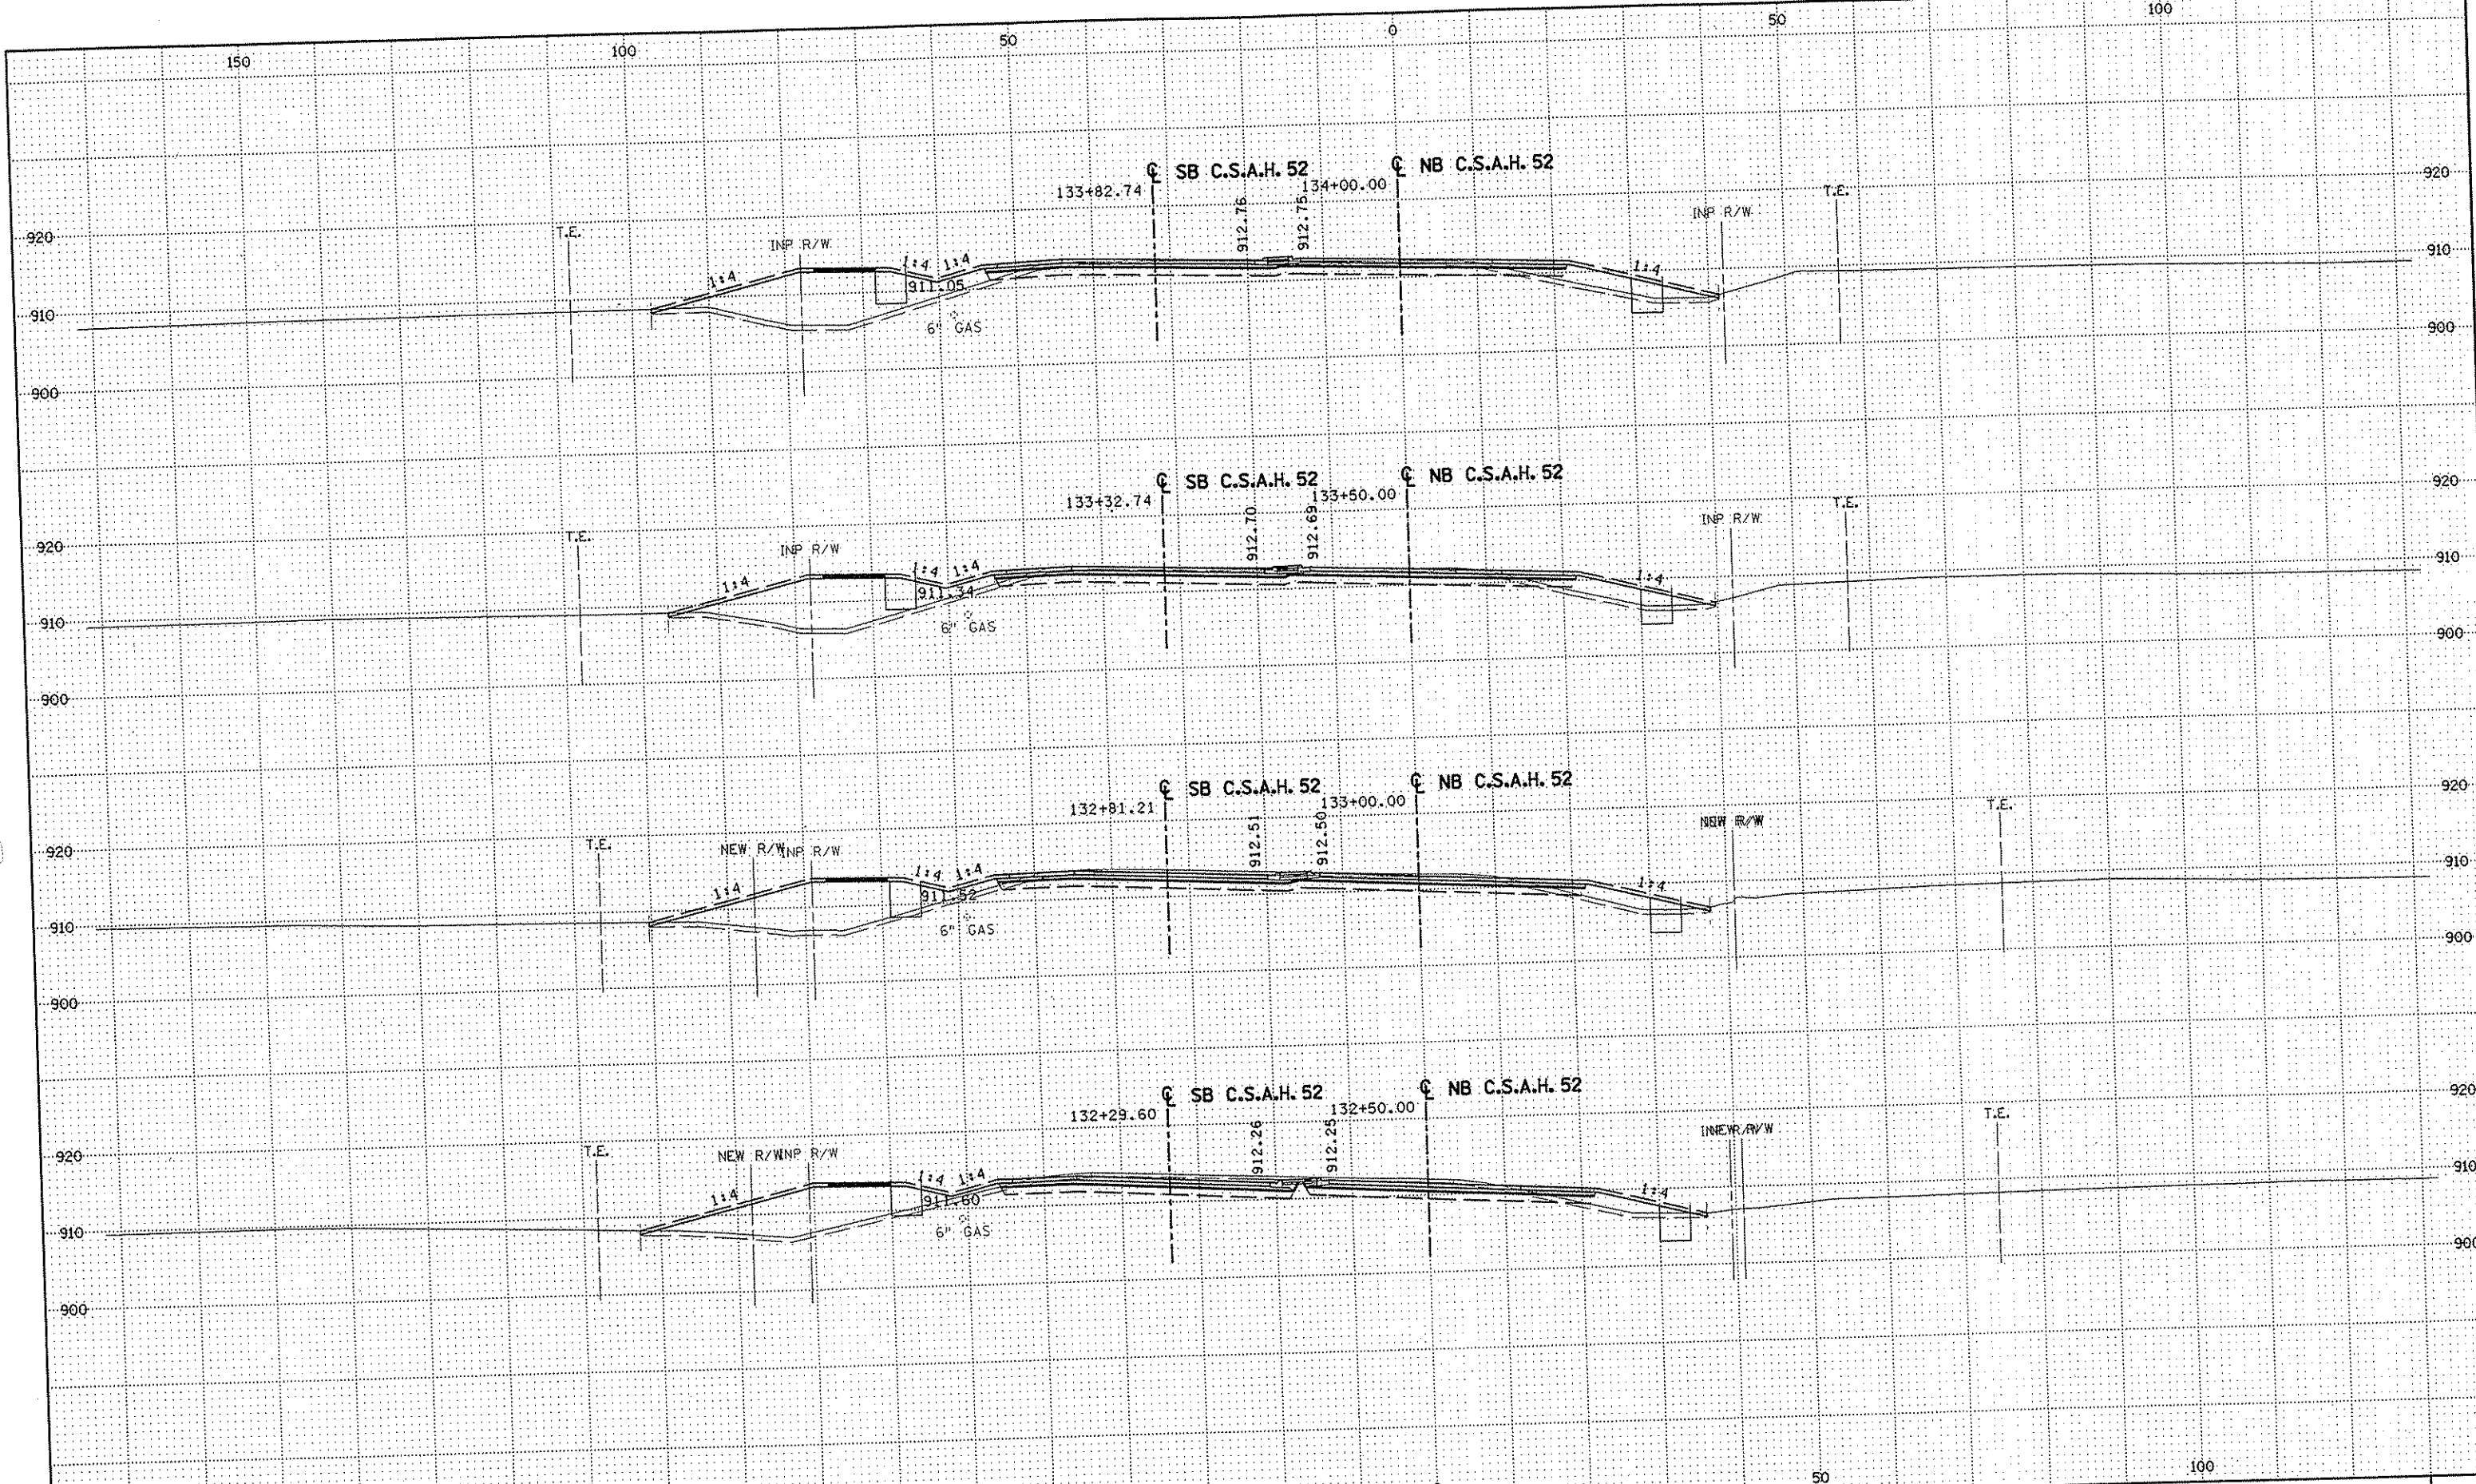 150 100 50 0 50 100
℄ SB C.S.A.H. 52 ℄ NB C.S.A.H. 52
133+82.74 134+00.00
912.76 912.75
T.E. INP R/W INP R/W T.E.
920 920
1:4 1:4 1:4 1:4
911.05
6" GAS
910 910
900 900
℄ SB C.S.A.H. 52 ℄ NB C.S.A.H. 52
133+32.74 133+50.00
912.70 912.69
T.E. INP R/W INP R/W T.E.
920 920
1:4 1:4 1:4 1:4
911.34
6" GAS
910 910
900 900
℄ SB C.S.A.H. 52 ℄ NB C.S.A.H. 52
132+81.21 133+00.00
912.51 912.50
T.E. NEW R/W INP R/W R/W T.E.
920 920
1:4 1:4 1:4 1:4
911.52
6" GAS
910 910
900 900
℄ SB C.S.A.H. 52 ℄ NB C.S.A.H. 52
132+29.60 132+50.00
912.26 912.25
T.E. NEW R/W INP R/W R/W T.E.
920 920
1:4 1:4 1:4 1:4
911.60
6" GAS
910 910
900 900
50 100